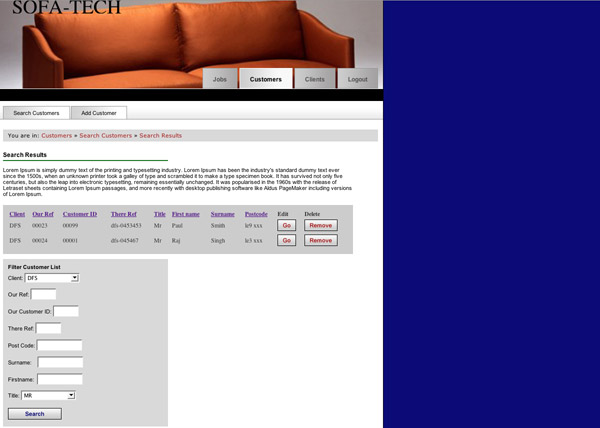 SOFA-TECH
Jobs Customers Clients Logout
Search Customers Add Customer
You are in: Customers » Search Customers » Search Results
Search Results
Lorem Ipsum is simply dummy text of the printing and typesetting industry. Lorem Ipsum has been the industry's standard dummy text ever
since the 1500s, when an unknown printer took a galley of type and scrambled it to make a type specimen book. It has survived not only five
centuries, but also the leap into electronic typesetting, remaining essentially unchanged. It was popularised in the 1960s with the release of
Letraset sheets containing Lorem Ipsum passages, and more recently with desktop publishing software like Aldus PageMaker including versions
of Lorem Ipsum.
Client Our Ref Customer ID There Ref Title First name Surname Postcode Edit Delete
DFS 00023 00099 dfs-0453453 Mr Paul Smith le9 xxx Go Remove
DFS 00024 00001 dfs-045467 Mr Raj Singh le3 xxx Go Remove
Filter Customer List
Client: DFS
Our Ref:
Our Customer ID:
There Ref:
Post Code:
Surname:
Firstname:
Title: MR
Search